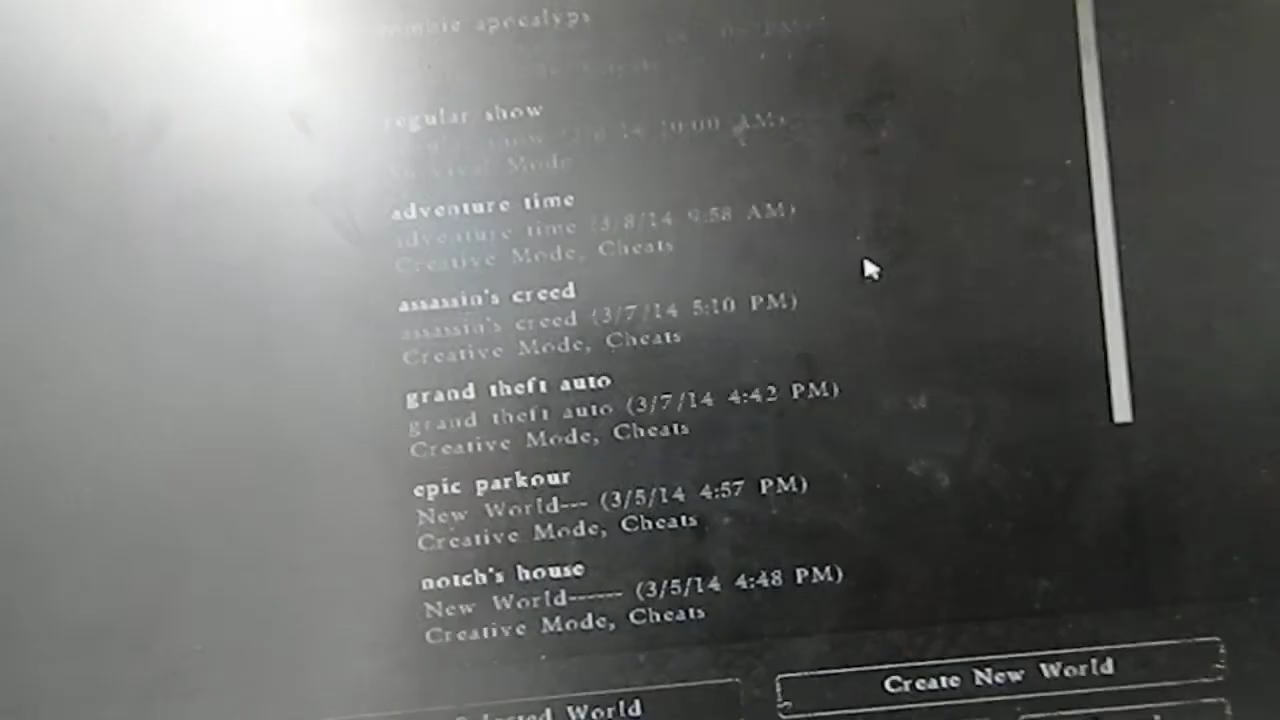 apocalyps
regular show
Mode
adventure time
adventure time (3/8/14 9:58 AM)
Creative Mode, Cheats
assassin's creed
assassin's creed (3/7/14 5:10 PM)
Creative Mode, Cheats
grand theft auto
grand theft auto (3/7/14 4:42 PM)
Creative Mode, Cheats
epic parkour
New World--- (3/5/14 4:57 PM)
Creative Mode, Cheats
notch's house
New World------ (3/5/14 4:48 PM)
Creative Mode, Cheats
Create New World
Selected World